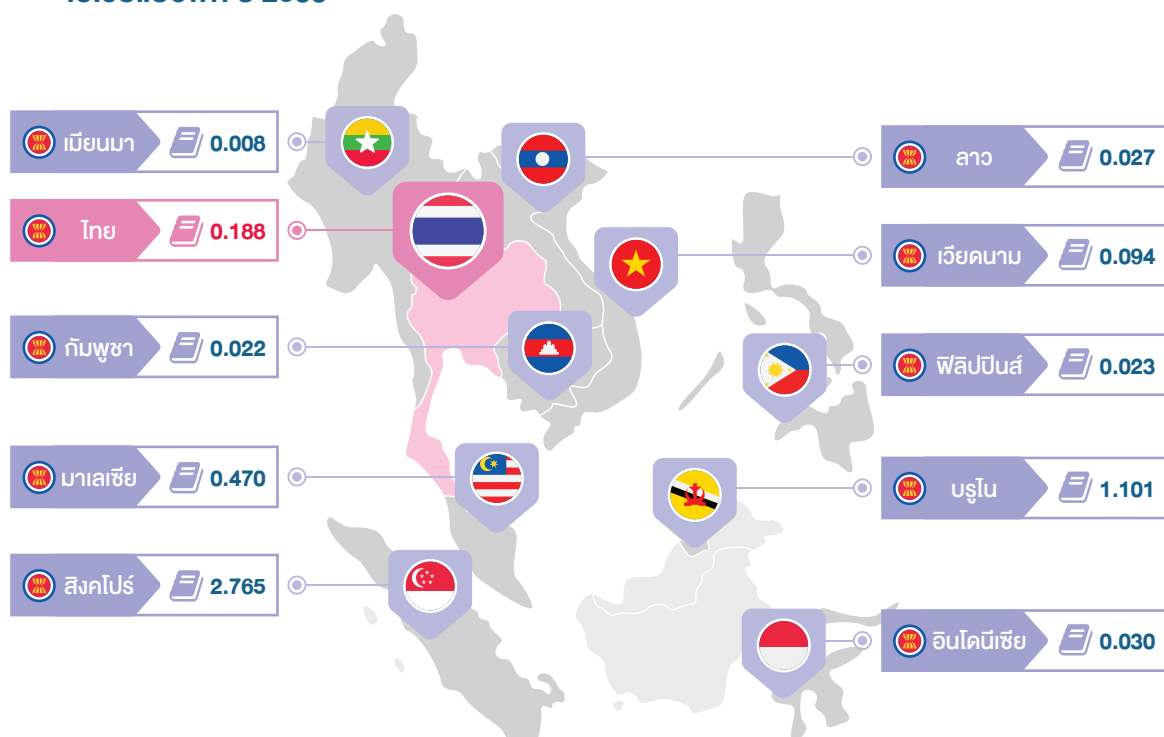 เมียนมา 0.008
ไทย 0.188
กัมพูชา 0.022
มาเลเซีย 0.470
สิงคโปร์ 2.765
ลาว 0.027
เวียดนาม 0.094
ฟิลิปปินส์ 0.023
บรูไน 1.101
อินโดนีเซีย 0.030